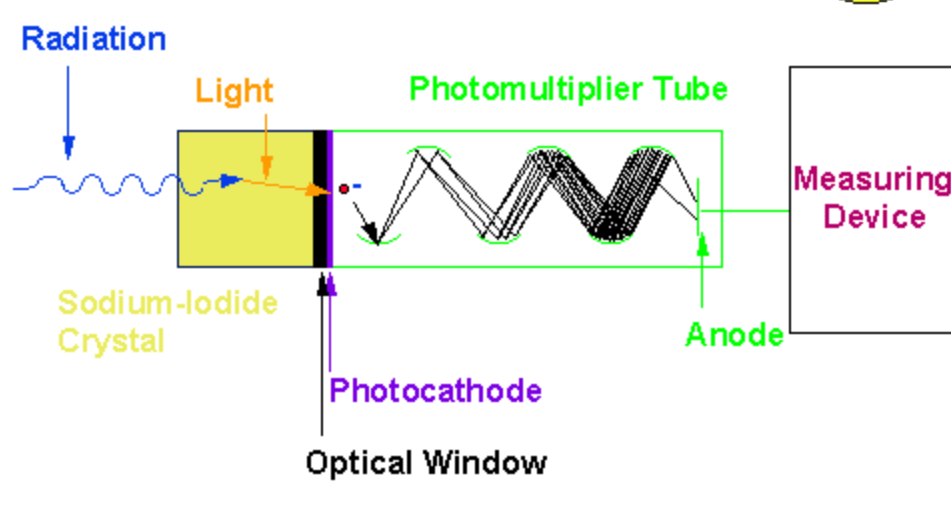 Radiation
Light
Photomultiplier Tube
Measuring
Device
Sodium-Iodide
Crystal
Anode
Photocathode
Optical Window